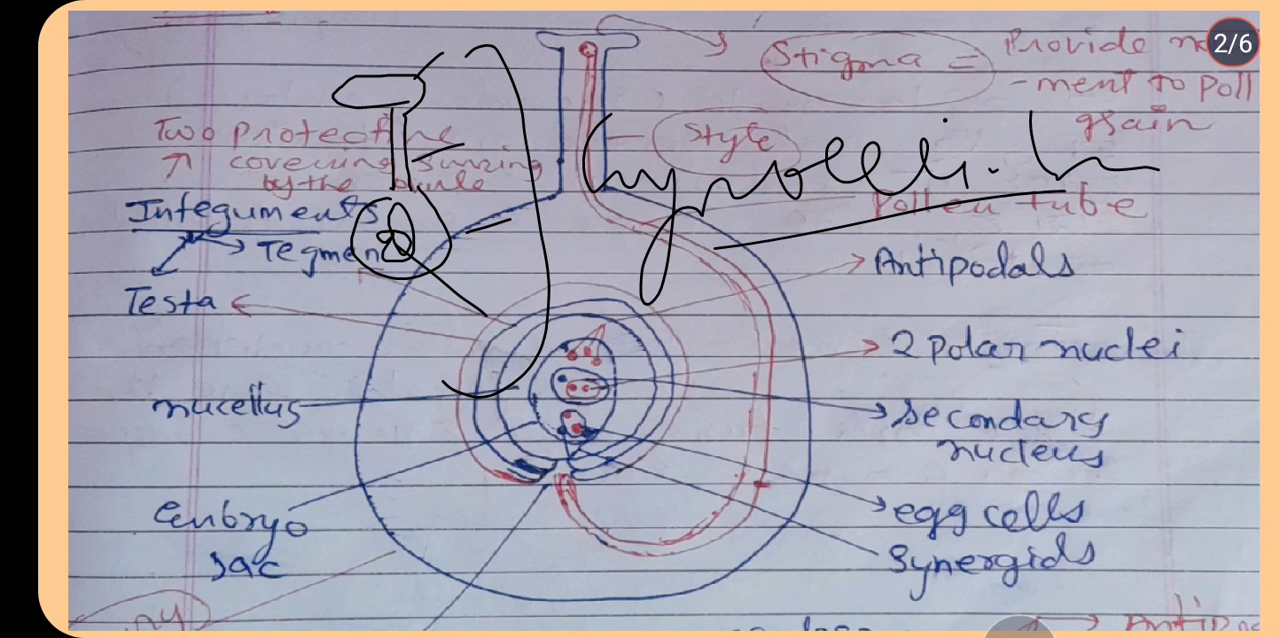 2/6
Stigma = Provide
-ment to poll
grain
Style
Two protective
covering
by the
Integuments
Tegmen
Testa
Pollen tube
Antipodals
2 polar nuclei
nucellus
secondary
nucleus
Embryo
sac
egg cells
Synergids